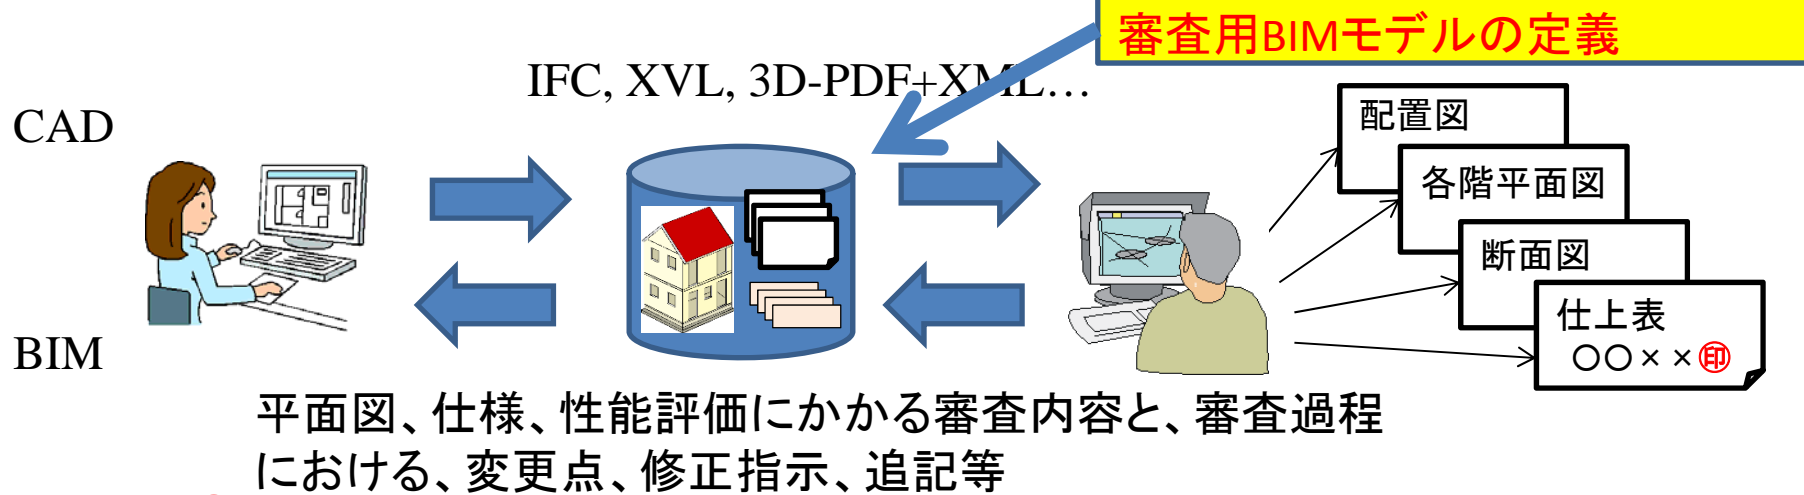 審査用BIMモデルの定義
IFC, XVL, 3D-PDF+XML…
CAD
配置図
各階平面図
断面図
仕上表
〇〇××㊞
BIM
平面図、仕様、性能評価にかかる審査内容と、審査過程
における、変更点、修正指示、追記等